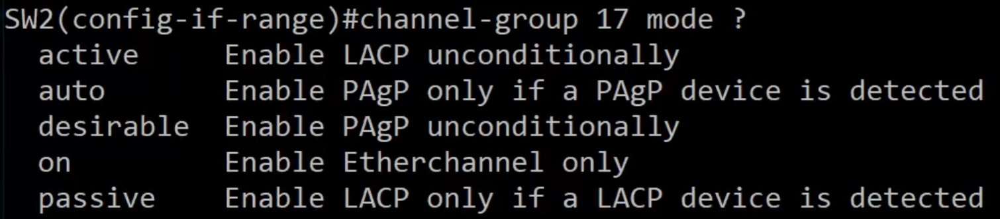 SW2(config-if-range)#channel-group 17 mode ?
active Enable LACP unconditionally
auto Enable PAgP only if a PAgP device is detected
desirable Enable PAgP unconditionally
on Enable Etherchannel only
passive Enable LACP only if a LACP device is detected